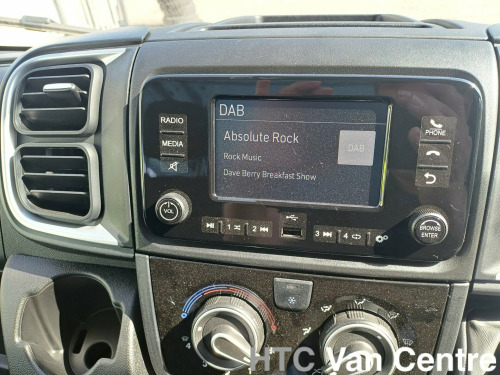 DAB
RADIO
Absolute Rock
DAB
PHONE
MEDIA
Rock Music
Dave Berry Breakfast Show
VOL
1
2
3
4
BROWSE
ENTER
HTC Van Centre